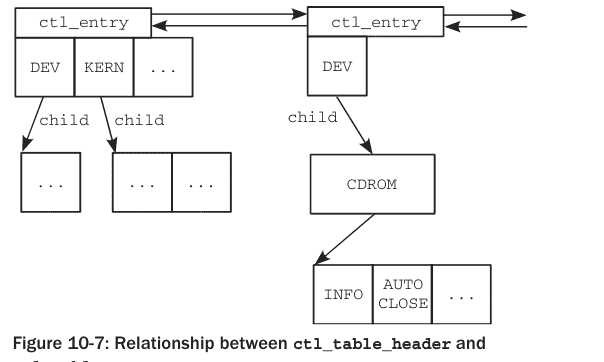 ctl_entry ctl_entry
DEV KERN ... DEV
child child child
... ... ... CDROM
INFO AUTO CLOSE ...
Figure 10-7: Relationship between ctl_table_header and